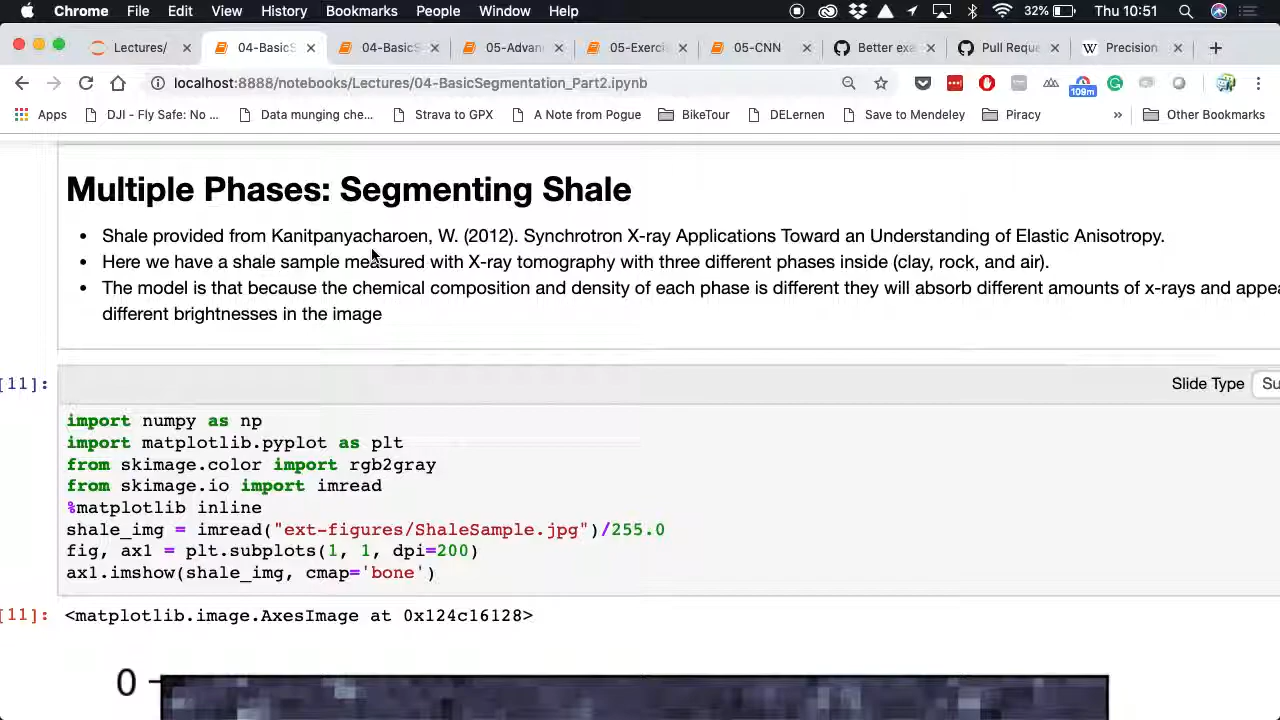 Chrome File Edit View History Bookmarks People Window Help 32% Thu 10:51
Lectures/ 04-BasicS 04-BasicS 05-Advan 05-Exerci 05-CNN Better exa Pull Reque Precision
localhost:8888/notebooks/Lectures/04-BasicSegmentation_Part2.ipynb 109m
Apps DJI - Fly Safe: No ... Data munging che... Strava to GPX A Note from Pogue BikeTour DELernen Save to Mendeley Piracy » Other Bookmarks
Multiple Phases: Segmenting Shale
• Shale provided from Kanitpanyacharoen, W. (2012). Synchrotron X-ray Applications Toward an Understanding of Elastic Anisotropy.
• Here we have a shale sample measured with X-ray tomography with three different phases inside (clay, rock, and air).
• The model is that because the chemical composition and density of each phase is different they will absorb different amounts of x-rays and appea
different brightnesses in the image
[11]: Slide Type Su
import numpy as np
import matplotlib.pyplot as plt
from skimage.color import rgb2gray
from skimage.io import imread
%matplotlib inline
shale_img = imread("ext-figures/ShaleSample.jpg")/255.0
fig, ax1 = plt.subplots(1, 1, dpi=200)
ax1.imshow(shale_img, cmap='bone')
[11]: <matplotlib.image.AxesImage at 0x124c16128>
0